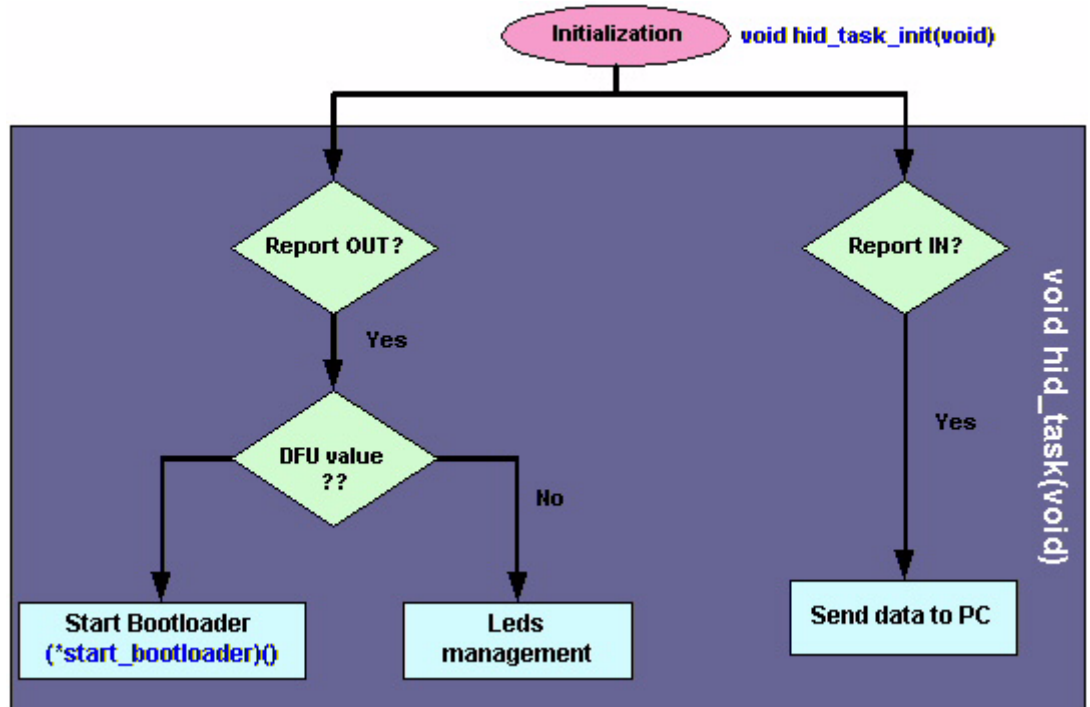 Initialization
void hid_task_init(void)
Report OUT?
Report IN?
Yes
Yes
DFU value
??
No
Start Bootloader
(*start_bootloader)()
Leds
management
Send data to PC
void hid_task(void)